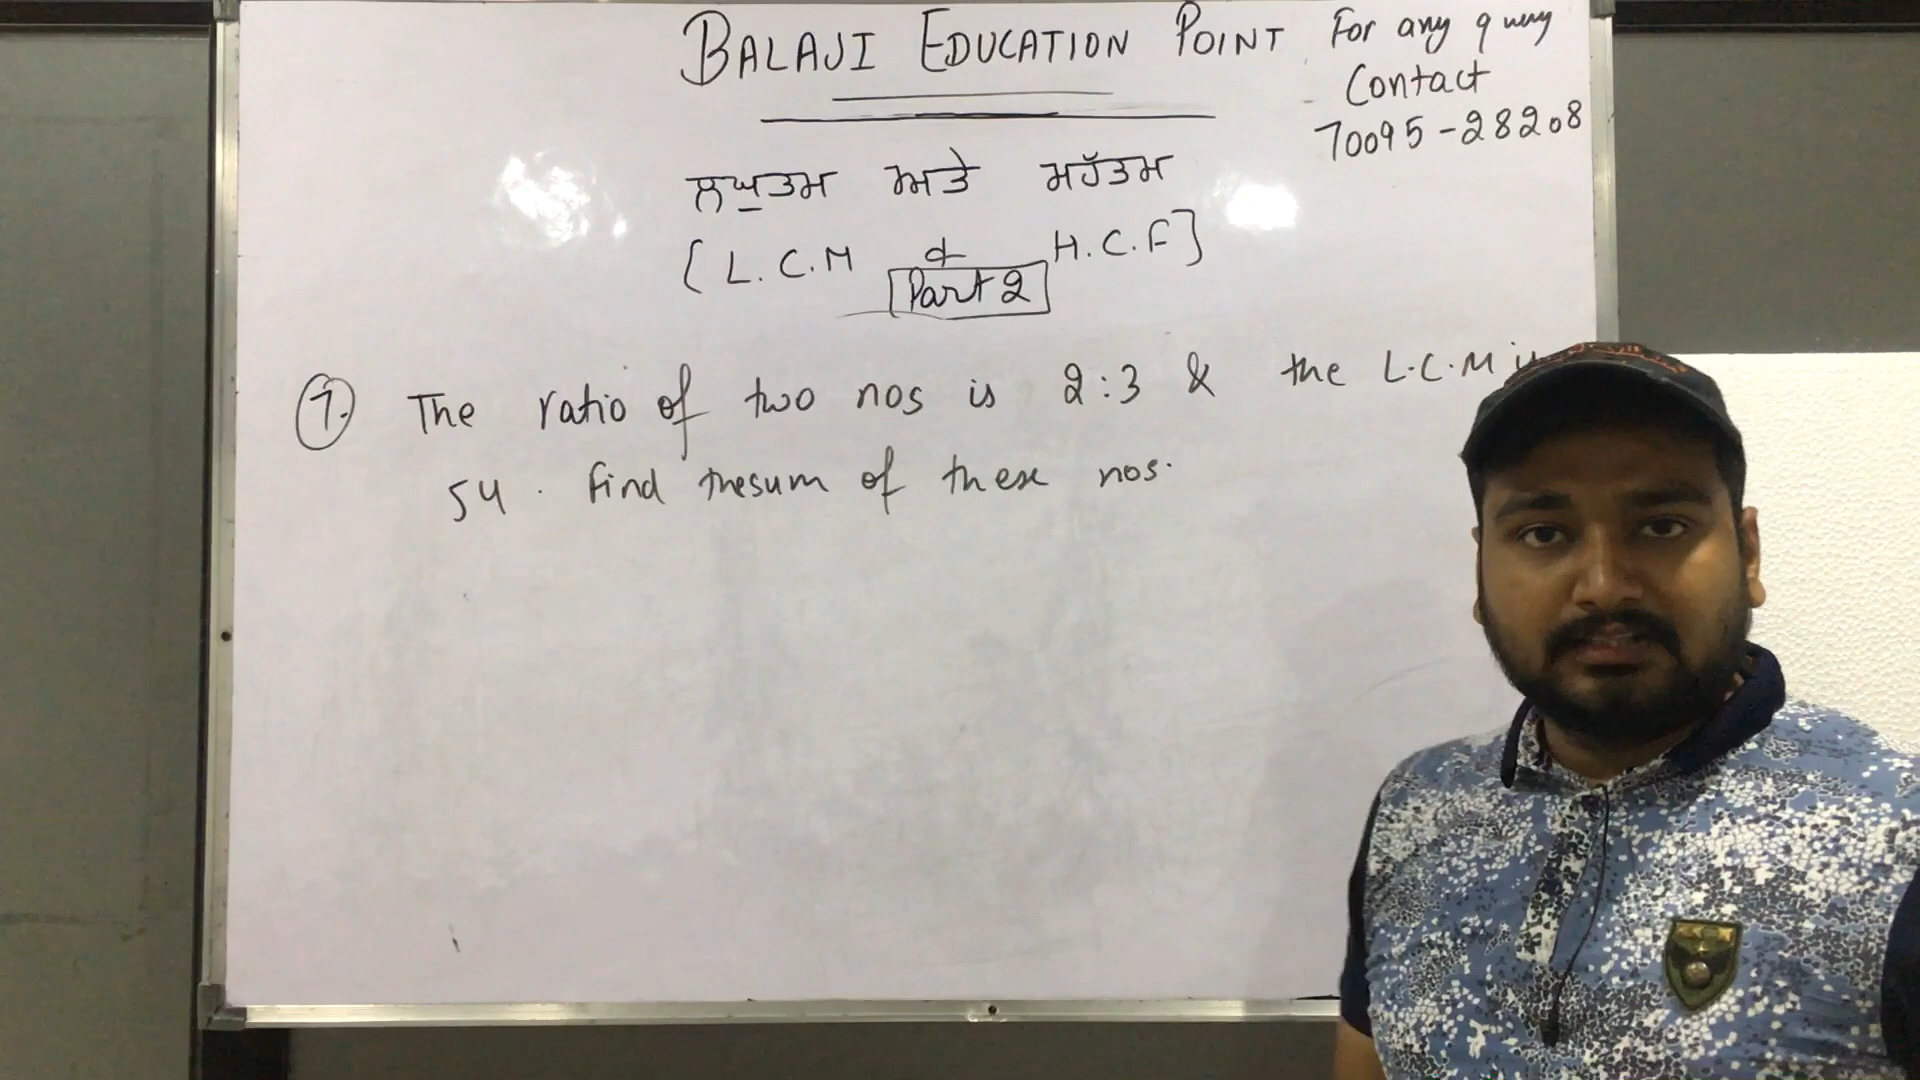 BALAJI EDUCATION POINT
For any query
Contact
70095-28208
ਲਘੁਤਮ ਅਤੇ ਮਹੱਤਮ
[L.C.M & H.C.F]
Part 2
7. The ratio of two nos is 2:3 & the L.C.M
54. find thesum of these nos.